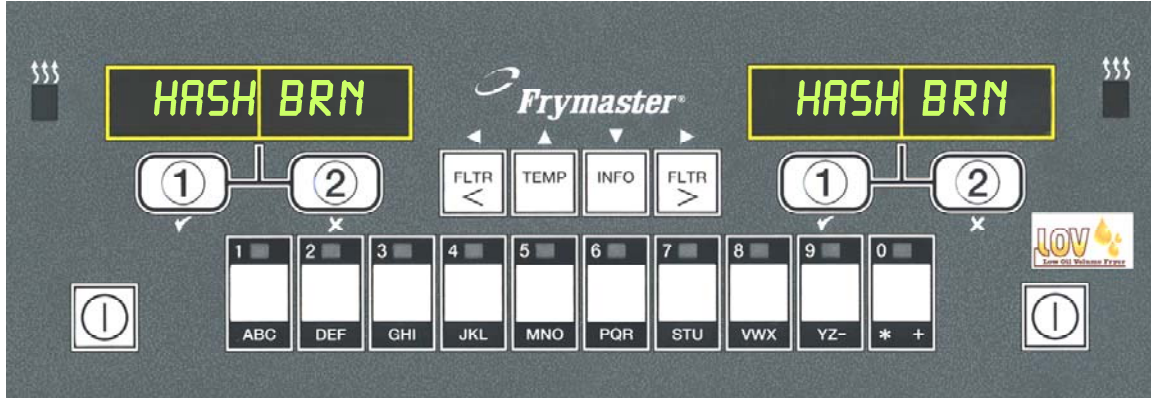 HASH BRN
Frymaster®
HASH BRN
◄ ▲ ▼ ►
1 2
✔ ✘
FLTR <
TEMP
INFO
FLTR >
1 2
✔ ✘
LOV
Low Oil Volume Fryer
1 2 3 4 5 6 7 8 9 0
ABC DEF GHI JKL MNO PQR STU VWX YZ- * +